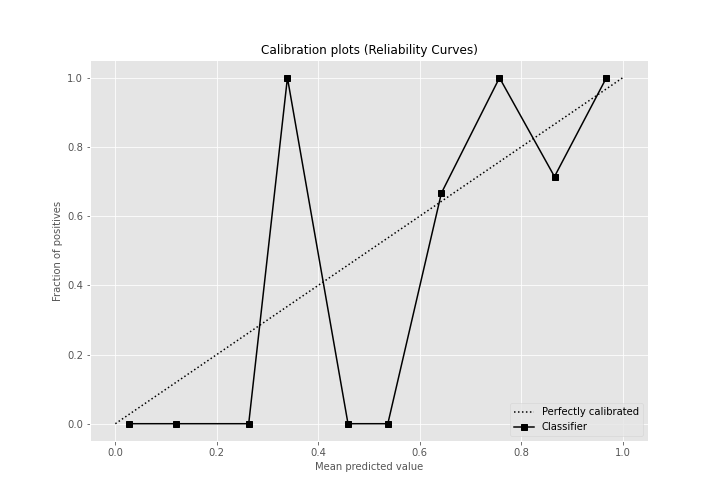 Calibration plots (Reliability Curves)
1.0
0.8
0.6
0.4
0.2
0.0
Fraction of positives
0.0 0.2 0.4 0.6 0.8 1.0
Mean predicted value
Perfectly calibrated
Classifier